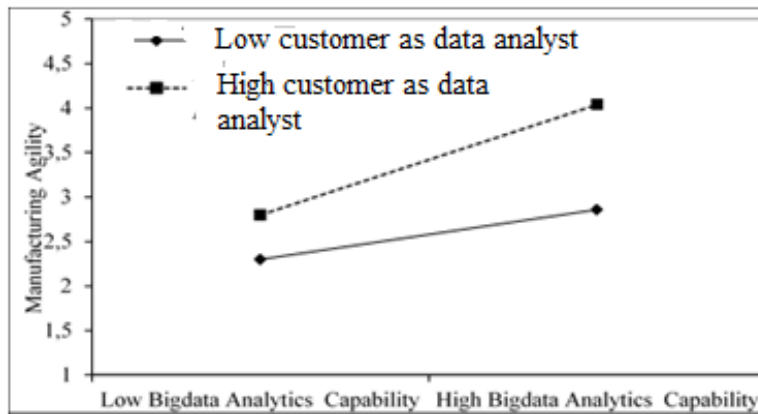 5
4,5
4
3,5
3
2,5
2
1,5
1
Manufacturing Agility
Low customer as data analyst
High customer as data
analyst
Low Bigdata Analytics Capability High Bigdata Analytics Capability